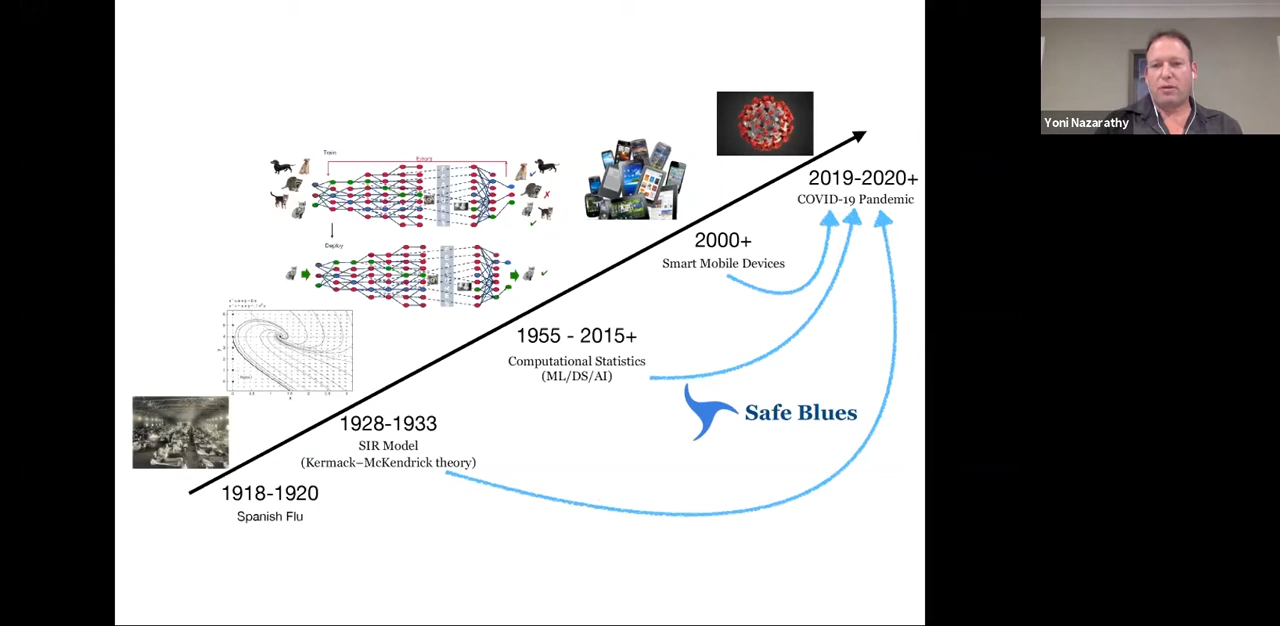 Yoni Nazarathy
Train
Errors
Deploy
2019-2020+
COVID-19 Pandemic
2000+
Smart Mobile Devices
1955 - 2015+
Computational Statistics
(ML/DS/AI)
Safe Blues
1928-1933
SIR Model
(Kermack–McKendrick theory)
1918-1920
Spanish Flu